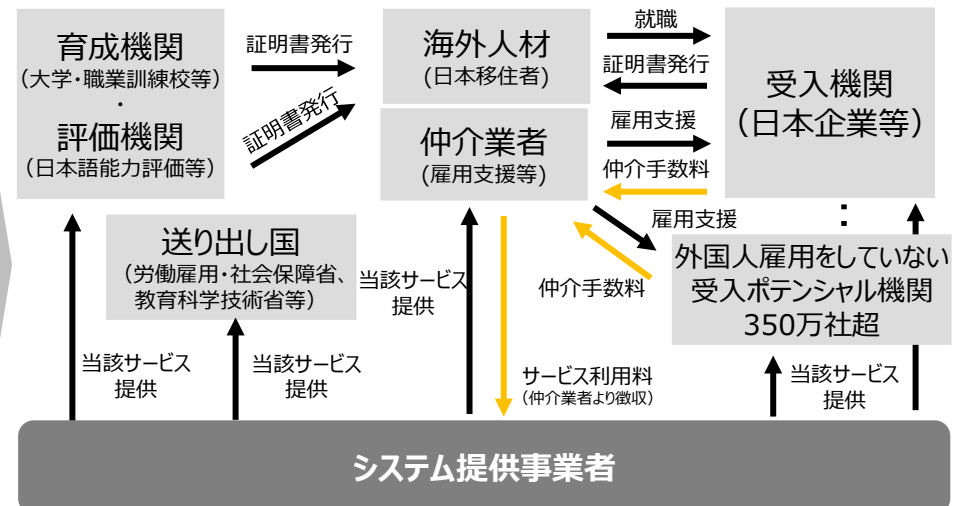 育成機関
（大学・職業訓練校等）
・
評価機関
（日本語能力評価等）
証明書発行
証明書発行
海外人材
(日本移住者)
仲介業者
(雇用支援等)
就職
証明書発行
雇用支援
仲介手数料
受入機関
（日本企業等）
：
送り出し国
（労働雇用・社会保障省、
教育科学技術省等）
雇用支援
仲介手数料
外国人雇用をしていない
受入ポテンシャル機関
350万社超
当該サービス
提供
当該サービス
提供
当該サービス
提供
サービス利用料
（仲介業者より徴収）
当該サービス
提供
システム提供事業者